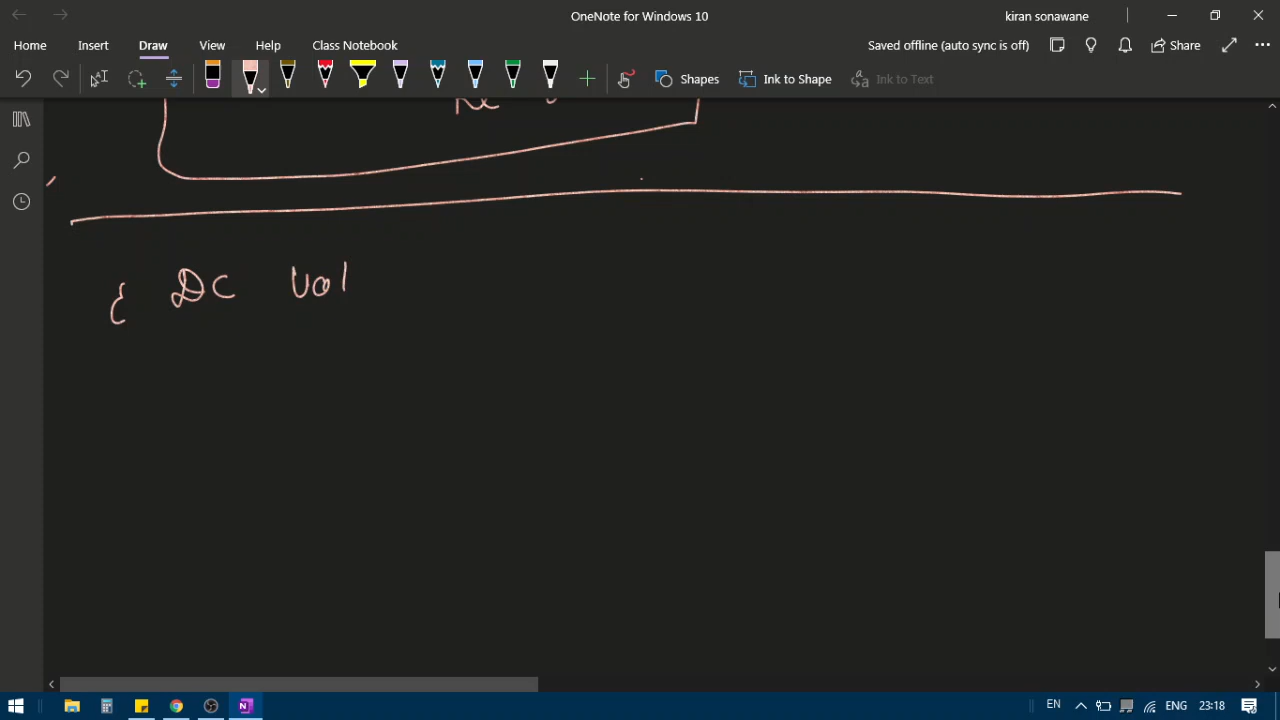 OneNote for Windows 10
kiran sonawane
Home Insert Draw View Help Class Notebook
Saved offline (auto sync is off)
Share
Shapes
Ink to Shape
Ink to Text
DC Vol
EN
ENG
23:18